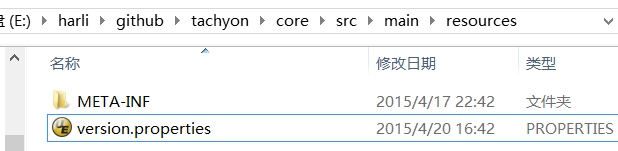 盘 (E:) › harli › github › tachyon › core › src › main › resources
名称 修改日期 类型
META-INF 2015/4/17 22:42 文件夹
version.properties 2015/4/20 16:42 PROPERTIES